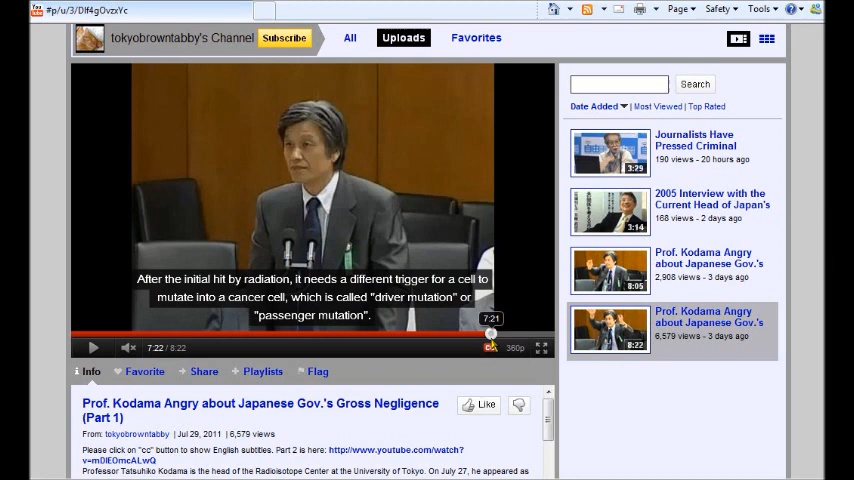 You Tube
#p/u/3/DIf4gOvzxYc
Page
Safety
Tools
tokyobrowntabby's Channel
Subscribe
All
Uploads
Favorites
Search
Date Added
Most Viewed | Top Rated
After the initial hit by radiation, it needs a different trigger for a cell to
mutate into a cancer cell, which is called "driver mutation" or
"passenger mutation".
7:21
7:22 / 8:22
360p
Info
Favorite
Share
Playlists
Flag
Prof. Kodama Angry about Japanese Gov.'s Gross Negligence
(Part 1)
Like
From: tokyobrowntabby | Jul 29, 2011 | 6,579 views
Please click on "cc" button to show English subtitles. Part 2 is here: http://www.youtube.com/watch?
v=mDlEOmcALwQ
Professor Tatsuhiko Kodama is the head of the Radioisotope Center at the University of Tokyo. On July 27, he appeared as
3:29
Journalists Have
Pressed Criminal
190 views - 20 hours ago
3:14
2005 Interview with the
Current Head of Japan's
168 views - 2 days ago
8:05
Prof. Kodama Angry
about Japanese Gov.'s
2,908 views - 3 days ago
8:22
Prof. Kodama Angry
about Japanese Gov.'s
6,579 views - 3 days ago